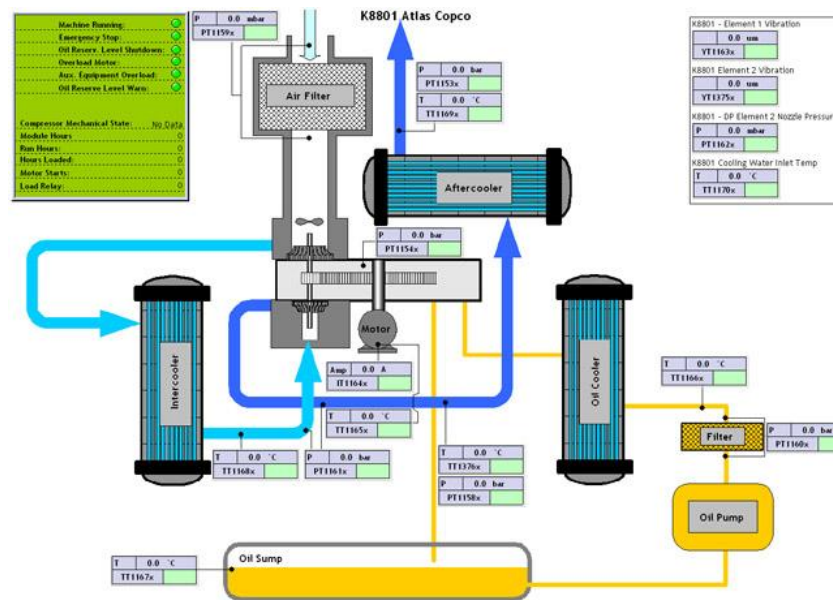 K8801 Atlas Copco
Machine Running:
Emergency Stop:
Oil Reserv. Level Shutdown:
Overload Motor:
Aux. Equipment Overload:
Oil Reserve Level Warn:
Compressor Mechanical State: No Data
Module Hours 0
Run Hours: 0
Hours Loaded: 0
Motor Starts: 0
Load Relay: 0
P 0.0 mbar
PT1159x
Air Filter
P 0.0 bar
PT1153x
T 0.0 °C
TT1169x
K8801 - Element 1 Vibration
0.0 um
YT1163x
K8801 Element 2 Vibration
0.0 um
YT1375x
K8801 - DP Element 2 Nozzle Pressur
P 0.0 mbar
PT1162x
K8801 Cooling Water Inlet Temp
T 0.0 °C
TT1170x
Aftercooler
P 0.0 bar
PT1154x
Motor
Intercooler
Oil Cooler
Amp 0.0 A
IT1164x
T 0.0 °C
TT1165x
T 0.0 °C
TT1166x
Filter
P 0.0 bar
PT1160x
T 0.0 °C
TT1168x
P 0.0 bar
PT1161x
T 0.0 °C
TT1376x
P 0.0 bar
PT1158x
Oil Pump
Oil Sump
T 0.0 °C
TT1167x